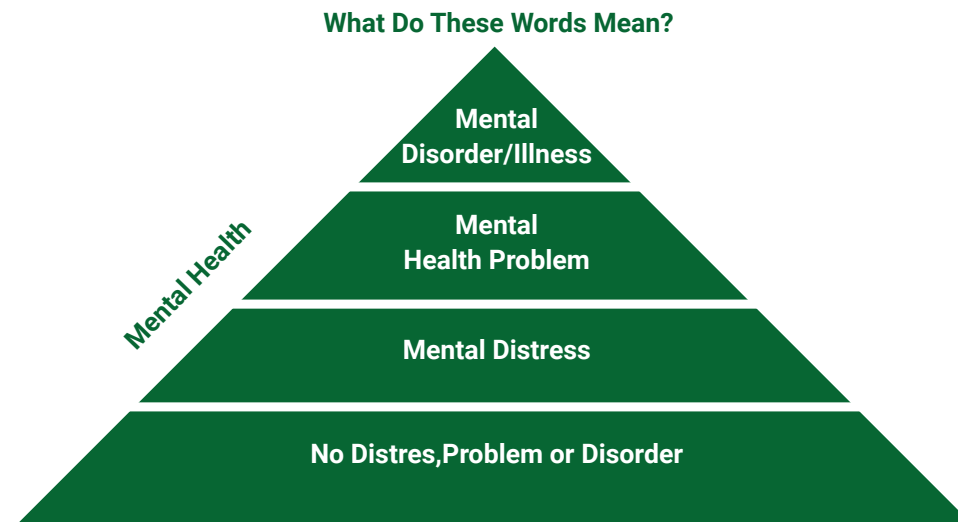 What Do These Words Mean?
Mental
Disorder/Illness
Mental
Health Problem
Mental Health
Mental Distress
No Distres,Problem or Disorder